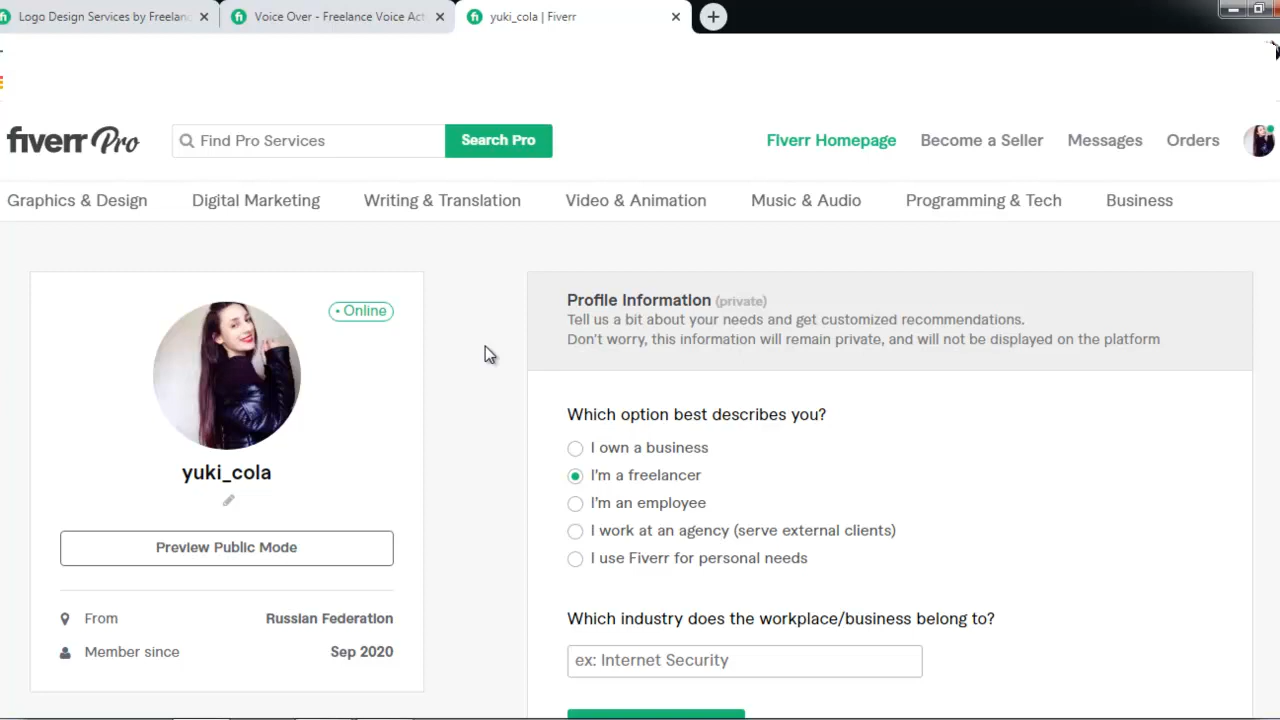 Logo Design Services by Freelanc
Voice Over - Freelance Voice Act
yuki_cola | Fiverr
fiverr Pro
Find Pro Services
Search Pro
Fiverr Homepage
Become a Seller
Messages
Orders
Graphics & Design
Digital Marketing
Writing & Translation
Video & Animation
Music & Audio
Programming & Tech
Business
• Online
yuki_cola
Preview Public Mode
From
Russian Federation
Member since
Sep 2020
Profile Information (private)
Tell us a bit about your needs and get customized recommendations.
Don't worry, this information will remain private, and will not be displayed on the platform
Which option best describes you?
I own a business
I'm a freelancer
I'm an employee
I work at an agency (serve external clients)
I use Fiverr for personal needs
Which industry does the workplace/business belong to?
ex: Internet Security